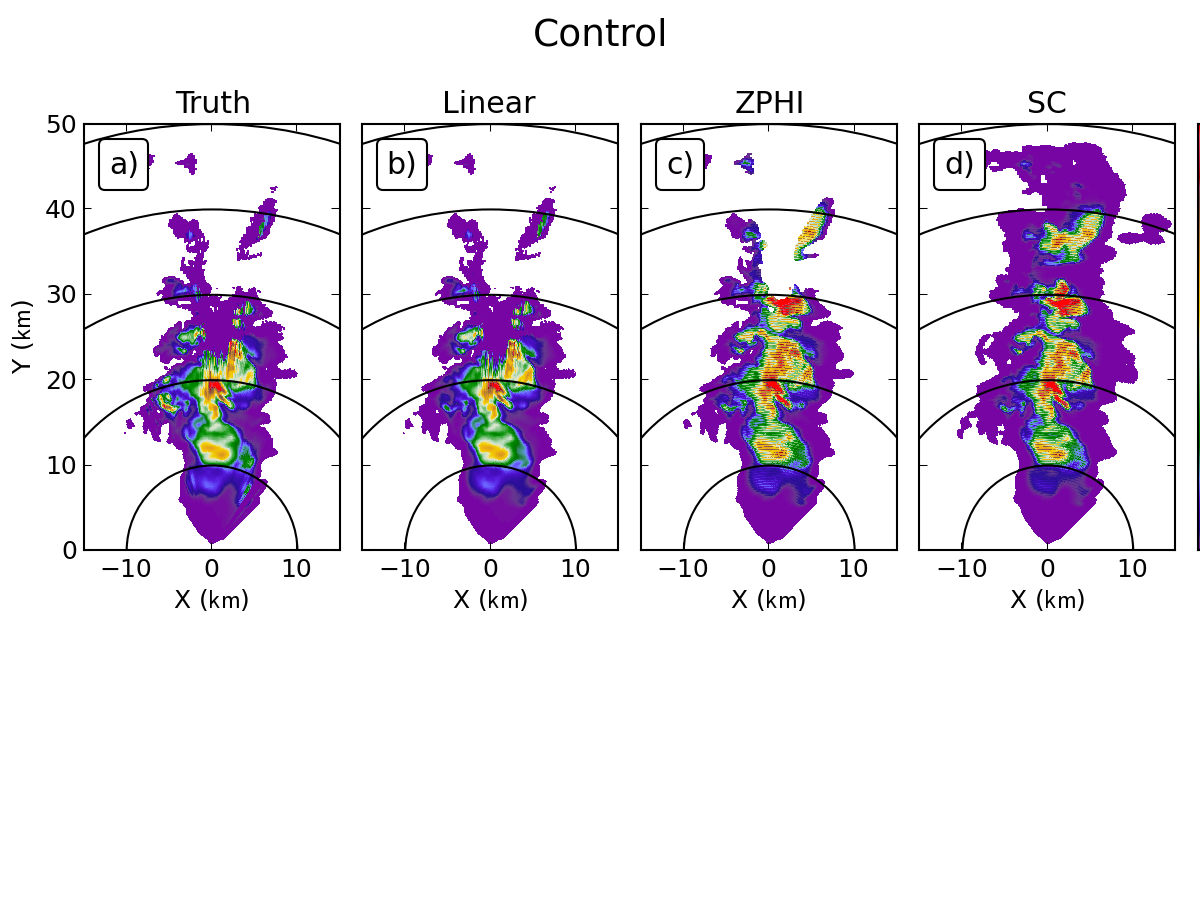 Control
Truth Linear ZPHI SC
a) b) c) d)
50
40
30
20
10
0
Y (km)
−10 0 10 −10 0 10 −10 0 10 −10 0 10
X (km) X (km) X (km) X (km)